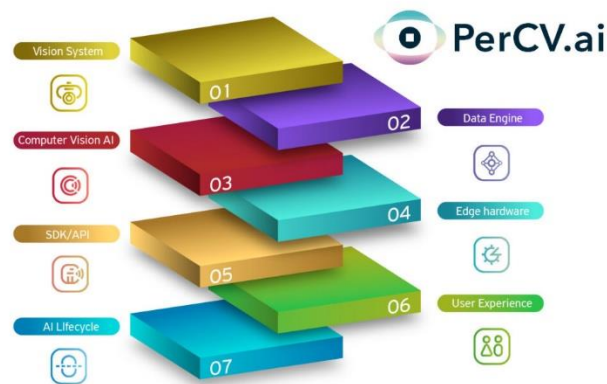 PerCV.ai
Vision System
01
02
Data Engine
Computer Vision AI
03
04
Edge hardware
SDK/API
05
06
User Experience
AI Lifecycle
07